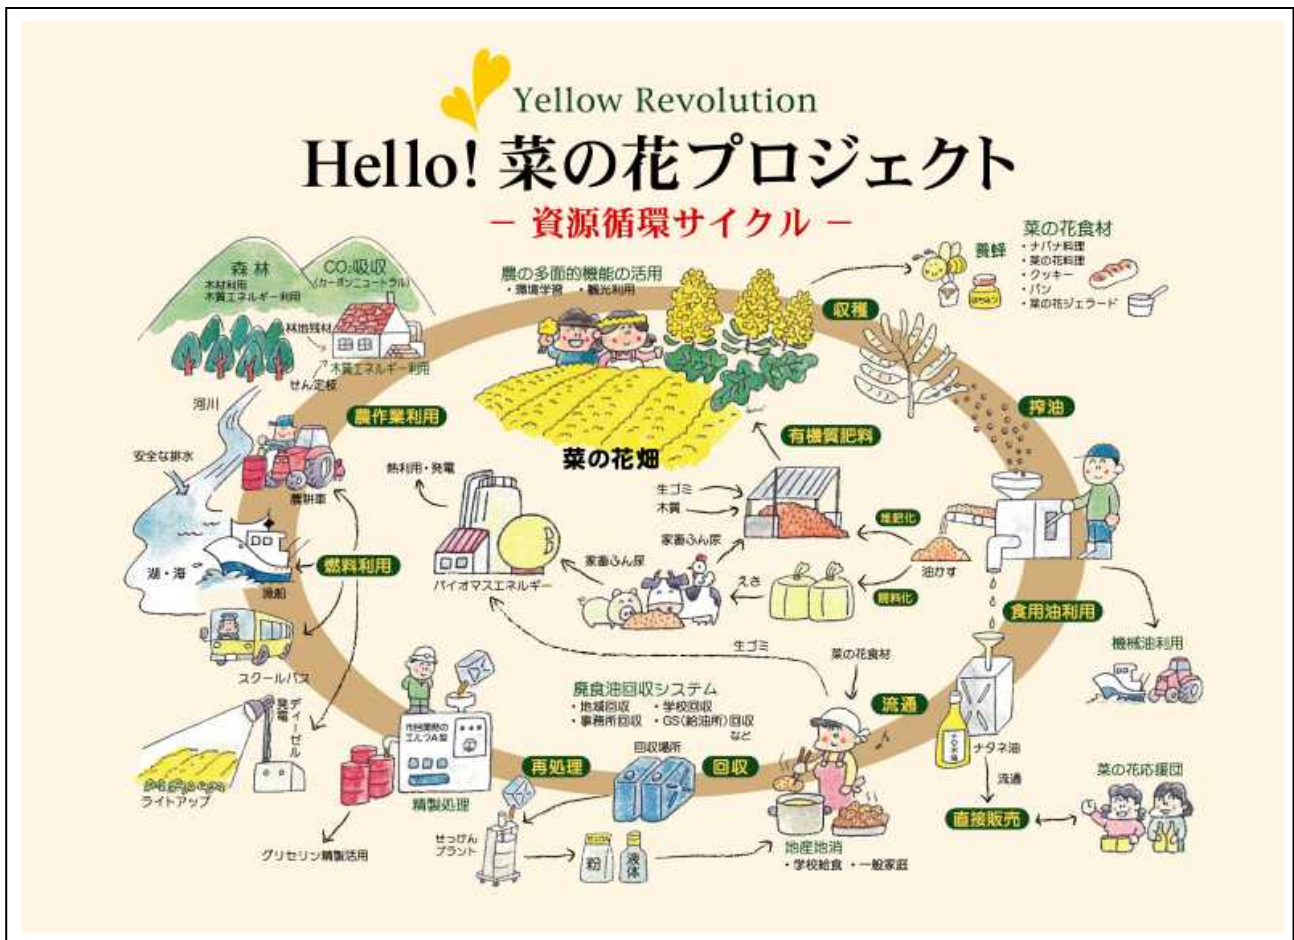 Yellow Revolution
Hello! 菜の花プロジェクト
− 資源循環サイクル −
森林
木材利用
木質エネルギー利用
CO₂吸収
(カーボンニュートラル)
林地残材
木質エネルギー利用
せん定枝
農の多面的機能の活用
・環境学習 ・観光利用
収穫
養蜂
はちみつ
菜の花食材
・ナバナ料理
・菜の花料理
・クッキー
・パン
・菜の花ジェラード
搾油
河川
農作業利用
安全な排水
農耕車
湖・海
漁船
燃料利用
スクールバス
ディーゼル
発電
ライトアップ
菜の花畑
有機質肥料
熱利用・発電
生ゴミ
木質
堆肥化
家畜ふん尿
家畜ふん尿
バイオマスエネルギー
えさ
油かす
飼料化
食用油利用
機械油利用
生ゴミ
菜の花食材
流通
ナタネ油
ナタネ油
流通
直接販売
菜の花応援団
廃食油回収システム
・地域回収 ・学校回収
・事務所回収 ・GS(給油所)回収
など
回収場所
回収
再処理
精製処理
グリセリン精製活用
せっけん
プラント
せっけん
粉
液体
地産地消
・学校給食 ・一般家庭